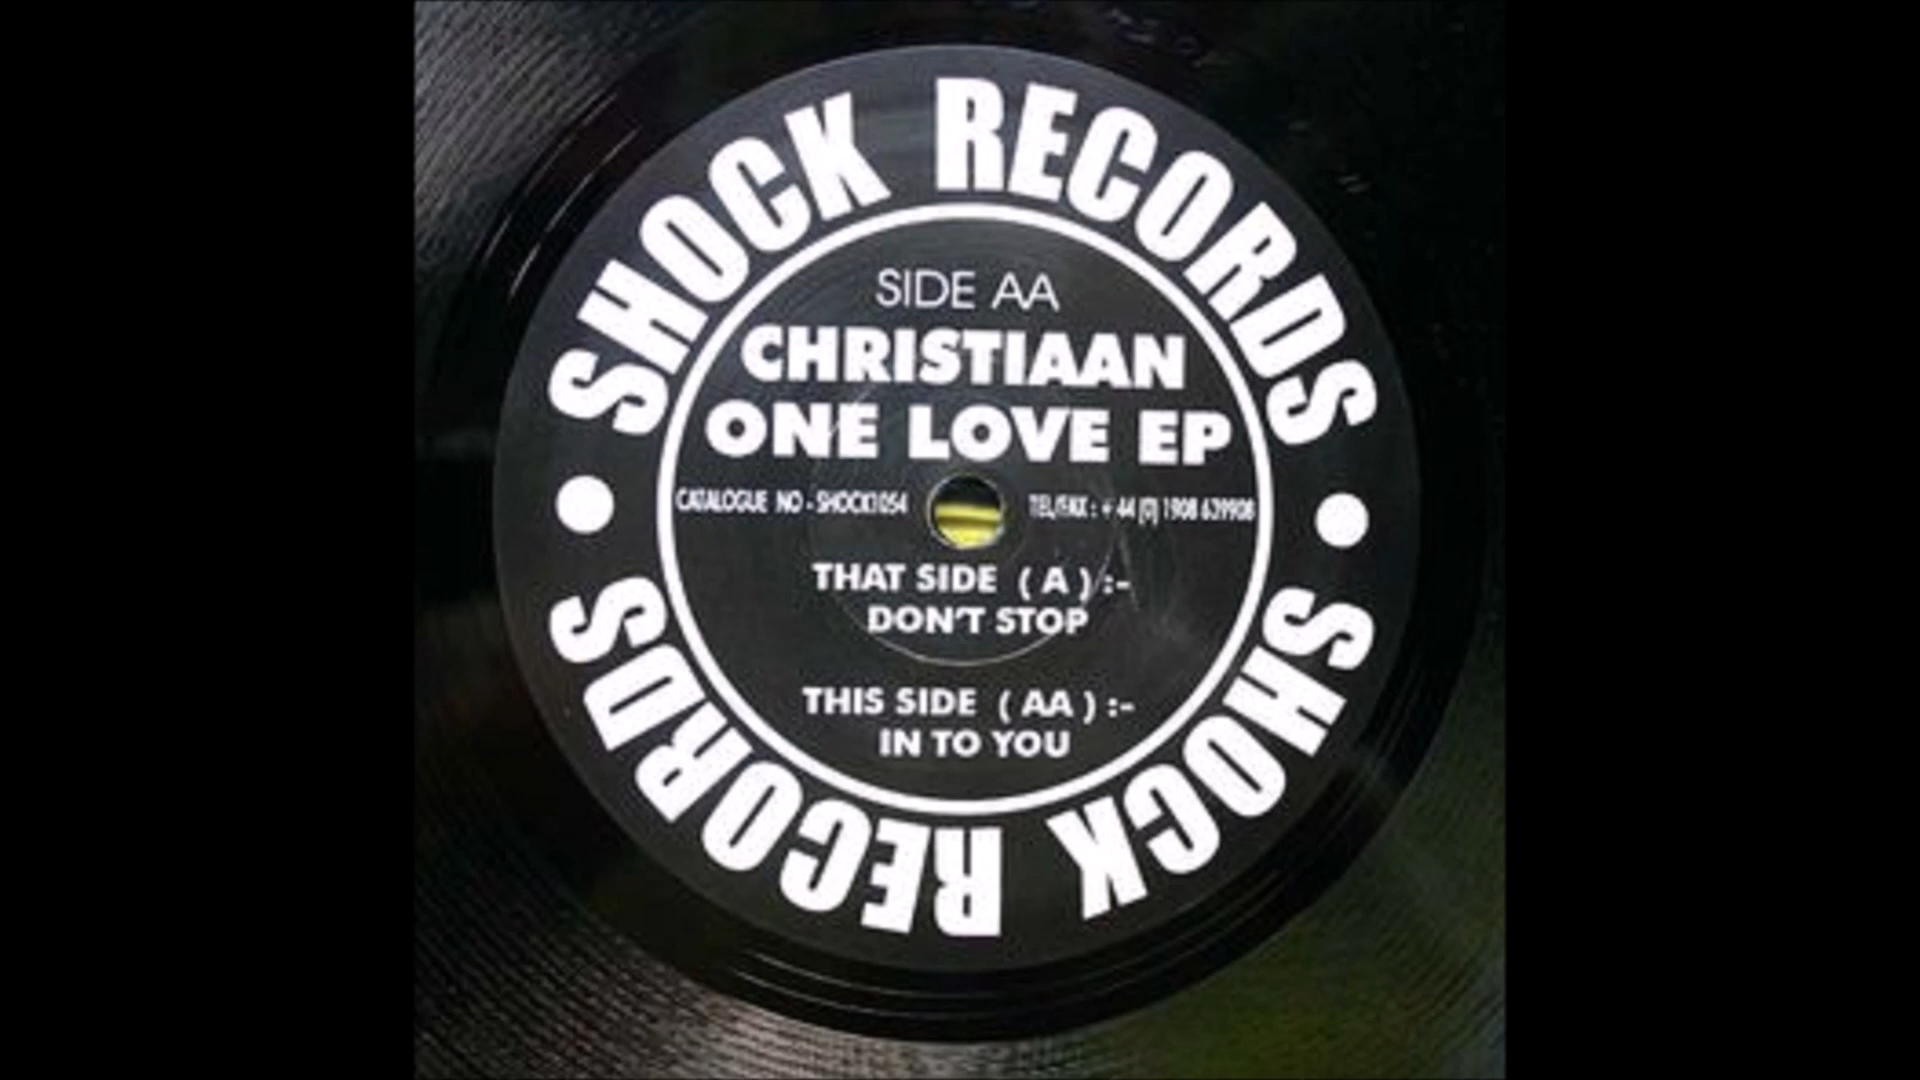 SHOCK RECORDS
SIDE AA
CHRISTIAAN
ONE LOVE EP
CATALOGUE NO - SHOCK1054
TEL/FAX : + 44 (0) 1908 639908
THAT SIDE ( A ) :-
DON'T STOP
THIS SIDE ( AA ) :-
IN TO YOU
SHOCK RECORDS